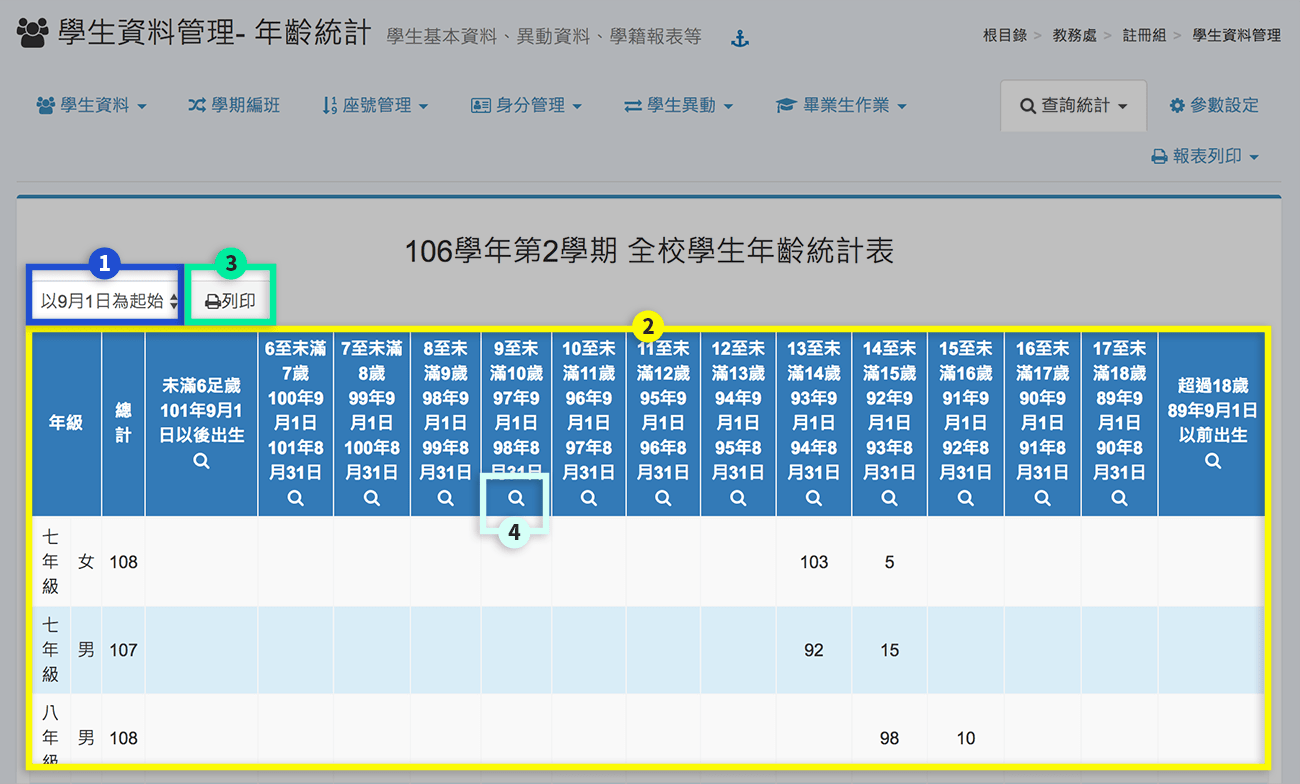 學生資料管理- 年齡統計 學生基本資料、異動資料、學籍報表等
根目錄 > 教務處 > 註冊組 > 學生資料管理
學生資料 學期編班 座號管理 身分管理 學生異動 畢業生作業 查詢統計 參數設定
報表列印
106學年第2學期 全校學生年齡統計表
1
3
以9月1日為起始 列印
2
年級
總計
未滿6足歲
101年9月1
日以後出生
6至未滿
7歲
100年9
月1日
101年8
月31日
7至未滿
8歲
99年9
月1日
100年8
月31日
8至未
滿9歲
98年9
月1日
99年8
月31日
9至未
滿10歲
97年9
月1日
98年8
月31日
10至未
滿11歲
96年9
月1日
97年8
月31日
11至未
滿12歲
95年9
月1日
96年8
月31日
12至未
滿13歲
94年9
月1日
95年8
月31日
13至未
滿14歲
93年9
月1日
94年8
月31日
14至未
滿15歲
92年9
月1日
93年8
月31日
15至未
滿16歲
91年9
月1日
92年8
月31日
16至未
滿17歲
90年9
月1日
91年8
月31日
17至未
滿18歲
89年9
月1日
90年8
月31日
超過18歲
89年9月1日
以前出生
4
七年級 女 108 103 5
七年級 男 107 92 15
八年級 男 108 98 10